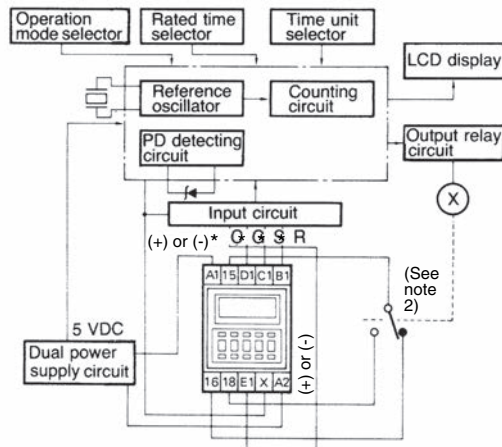 Operation
mode selector
Rated time
selector
Time unit
selector
LCD display
Reference
oscillator
Counting
circuit
PD detecting
circuit
Output relay
circuit
X
Input circuit
(+) or (-)* G* S* R
A1 15 D1 C1 B1
(See
note
2)
5 VDC
Dual power
supply circuit
(+) or (-)
16 18 E1 X A2